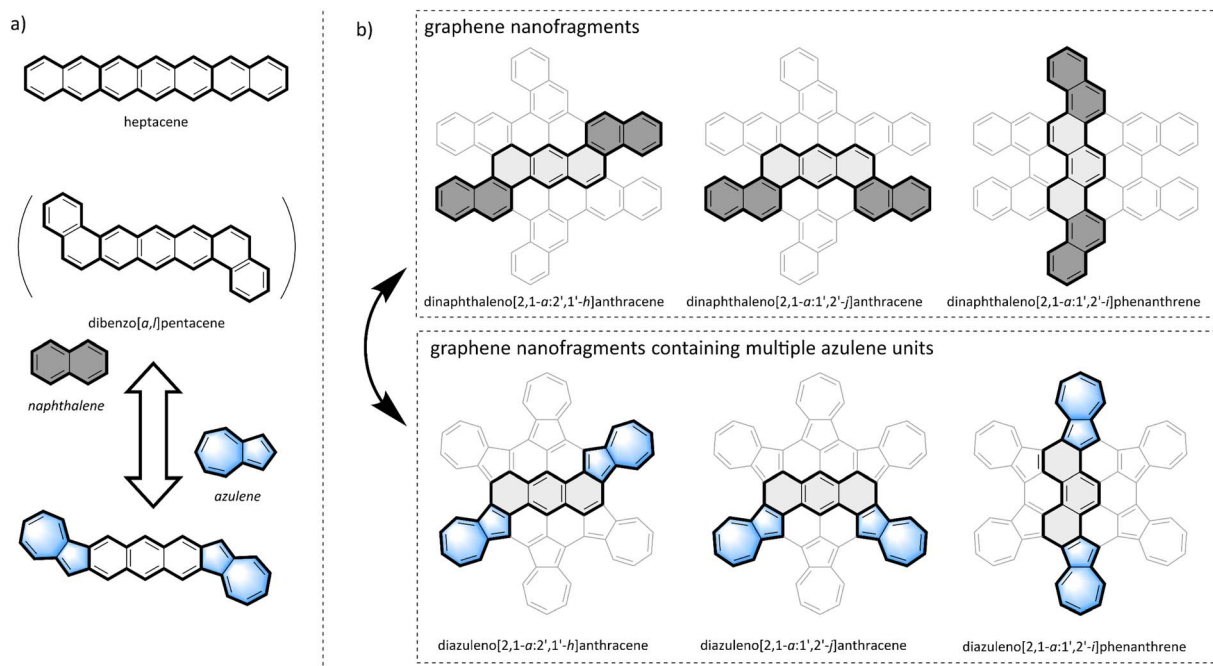 a)
heptacene
dibenzo[a,l]pentacene
naphthalene
azulene
b)
graphene nanofragments
dinaphthaleno[2,1-a:2',1'-h]anthracene
dinaphthaleno[2,1-a:1',2'-j]anthracene
dinaphthaleno[2,1-a:1',2'-i]phenanthrene
graphene nanofragments containing multiple azulene units
diazuleno[2,1-a:2',1'-h]anthracene
diazuleno[2,1-a:1',2'-j]anthracene
diazuleno[2,1-a:1',2'-i]phenanthrene